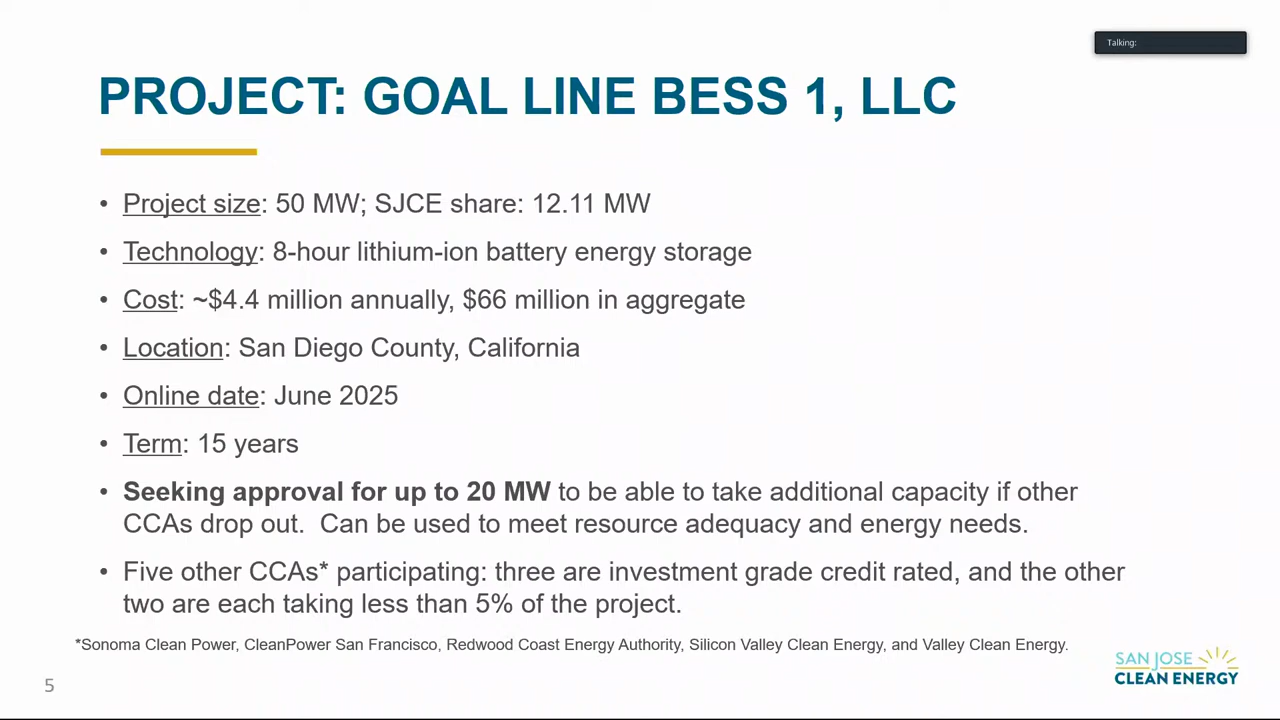 Talking:
PROJECT: GOAL LINE BESS 1, LLC
• Project size: 50 MW; SJCE share: 12.11 MW
• Technology: 8-hour lithium-ion battery energy storage
• Cost: ~$4.4 million annually, $66 million in aggregate
• Location: San Diego County, California
• Online date: June 2025
• Term: 15 years
• Seeking approval for up to 20 MW to be able to take additional capacity if other
CCAs drop out.  Can be used to meet resource adequacy and energy needs.
• Five other CCAs* participating: three are investment grade credit rated, and the other
two are each taking less than 5% of the project.
*Sonoma Clean Power, CleanPower San Francisco, Redwood Coast Energy Authority, Silicon Valley Clean Energy, and Valley Clean Energy.
5
SAN JOSE
CLEAN ENERGY